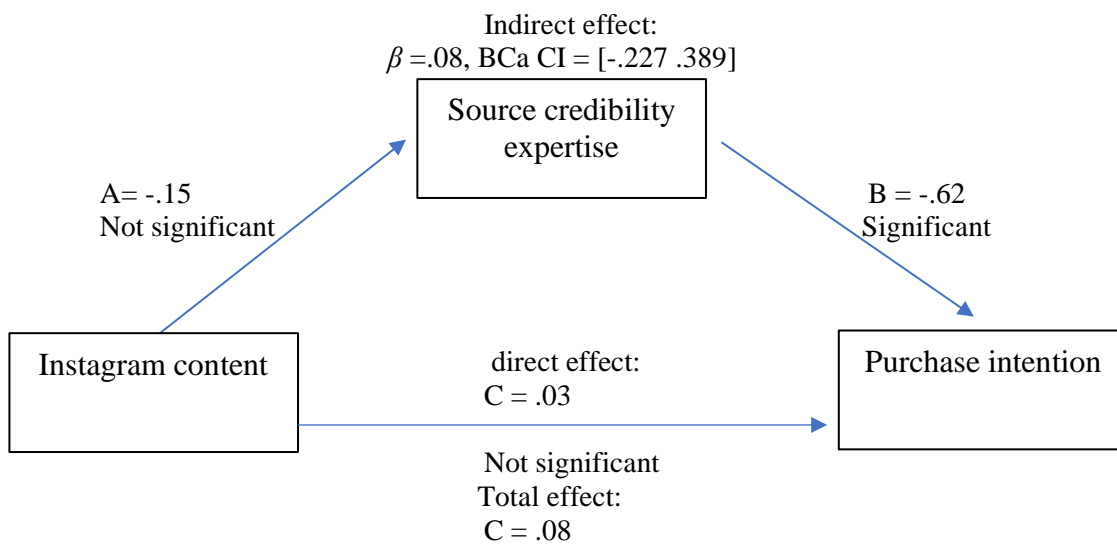 Indirect effect:
β =.08, BCa CI = [-.227 .389]
Source credibility
expertise
A= -.15
Not significant
B = -.62
Significant
Instagram content
direct effect:
C = .03
Purchase intention
Not significant
Total effect:
C = .08